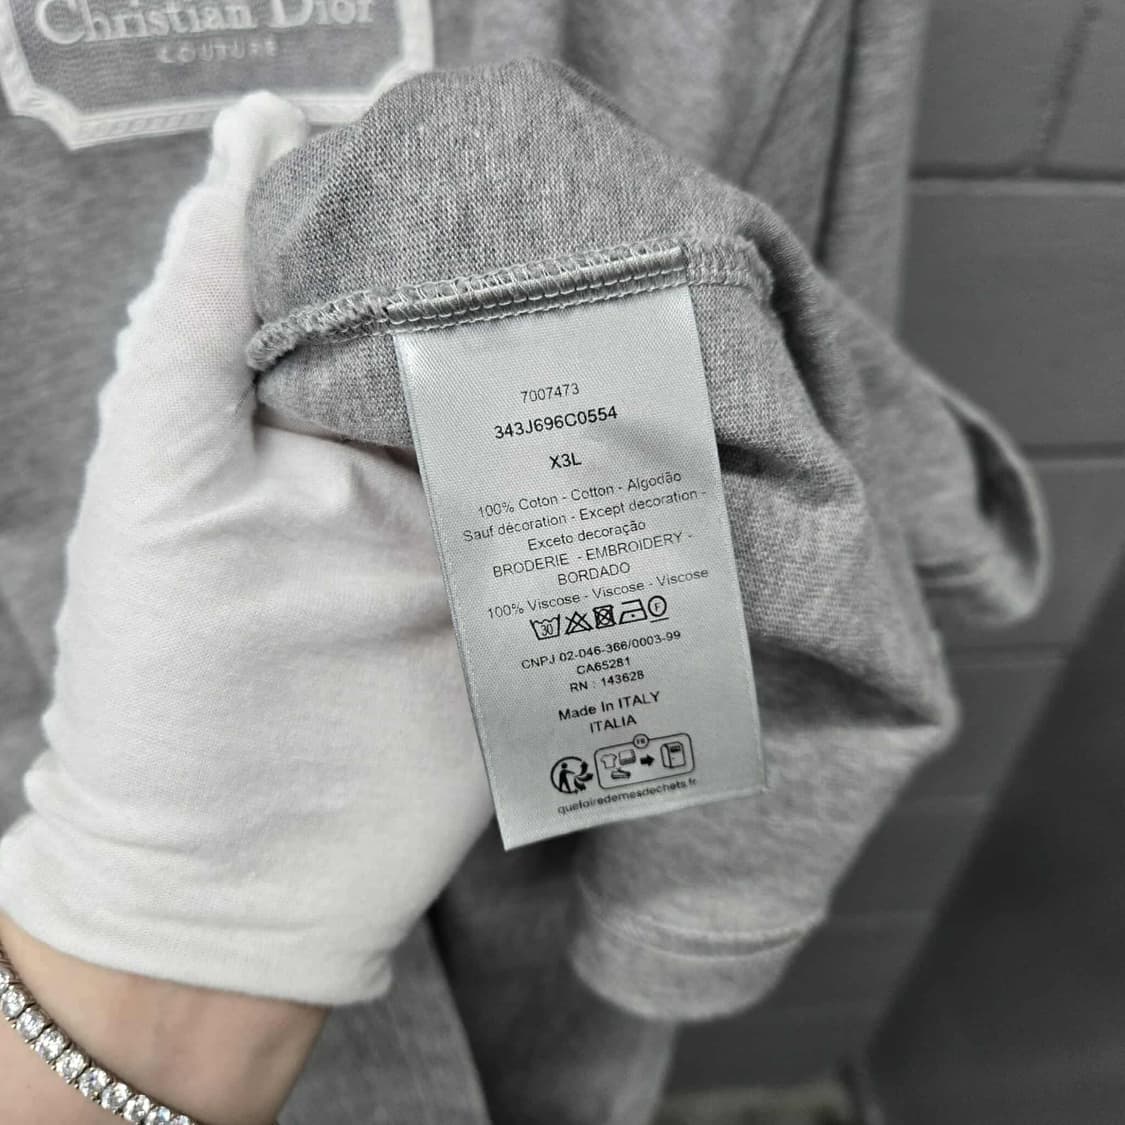 Christian Dior
COUTURE
7007473
343J696C0554
X3L
100% Coton - Cotton - Algodão
Sauf décoration - Except decoration -
Exceto decoração
BRODERIE - EMBROIDERY -
BORDADO
100% Viscose - Viscose - Viscose
30 F
CNPJ 02-046-366/0003-99
CA65281
RN : 143628
Made In ITALY
ITALIA
FR
quefairedemesdechets.fr